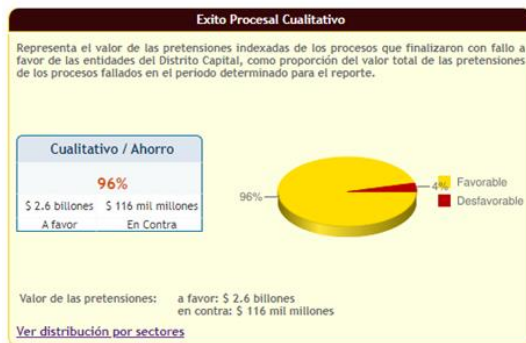 Exito Procesal Cualitativo
Representa el valor de las pretensiones indexadas de los procesos que finalizaron con fallo a
favor de las entidades del Distrito Capital, como proporción del valor total de las pretensiones
de los procesos fallados en el periodo determinado para el reporte.
Cualitativo / Ahorro
96%
$ 2.6 billones $ 116 mil millones
A favor En Contra
96%
4%
Favorable
Desfavorable
Valor de las pretensiones: a favor: $ 2.6 billones
en contra: $ 116 mil millones
Ver distribución por sectores